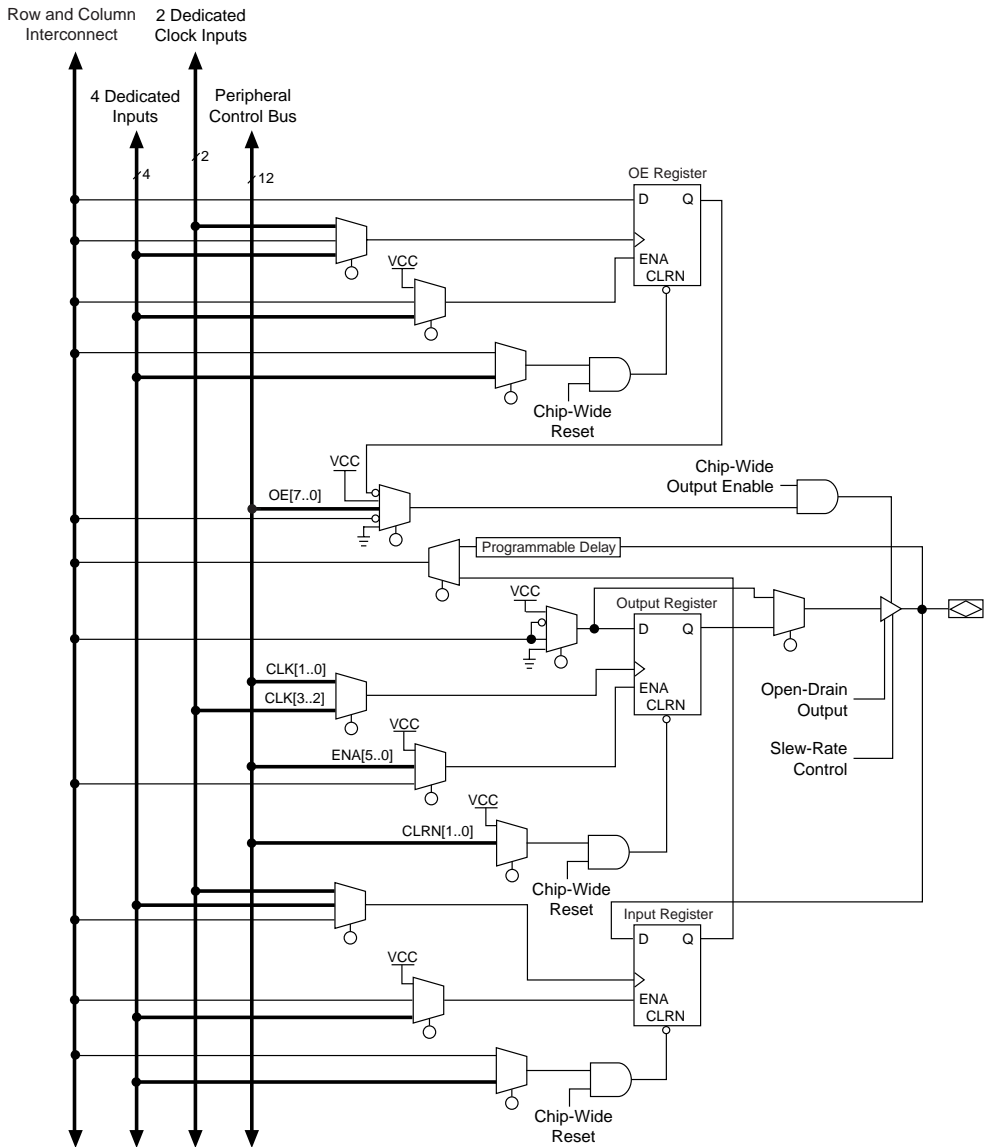 Row and Column
Interconnect
2 Dedicated
Clock Inputs
4 Dedicated
Inputs
Peripheral
Control Bus
2
4
12
OE Register
D Q
ENA
CLRN
VCC
Chip-Wide
Reset
VCC
OE[7..0]
Chip-Wide
Output Enable
Programmable Delay
VCC
Output Register
D Q
ENA
CLRN
CLK[1..0]
CLK[3..2]
Open-Drain
Output
VCC
ENA[5..0]
Slew-Rate
Control
VCC
CLRN[1..0]
Chip-Wide
Reset
Input Register
D Q
ENA
CLRN
VCC
Chip-Wide
Reset